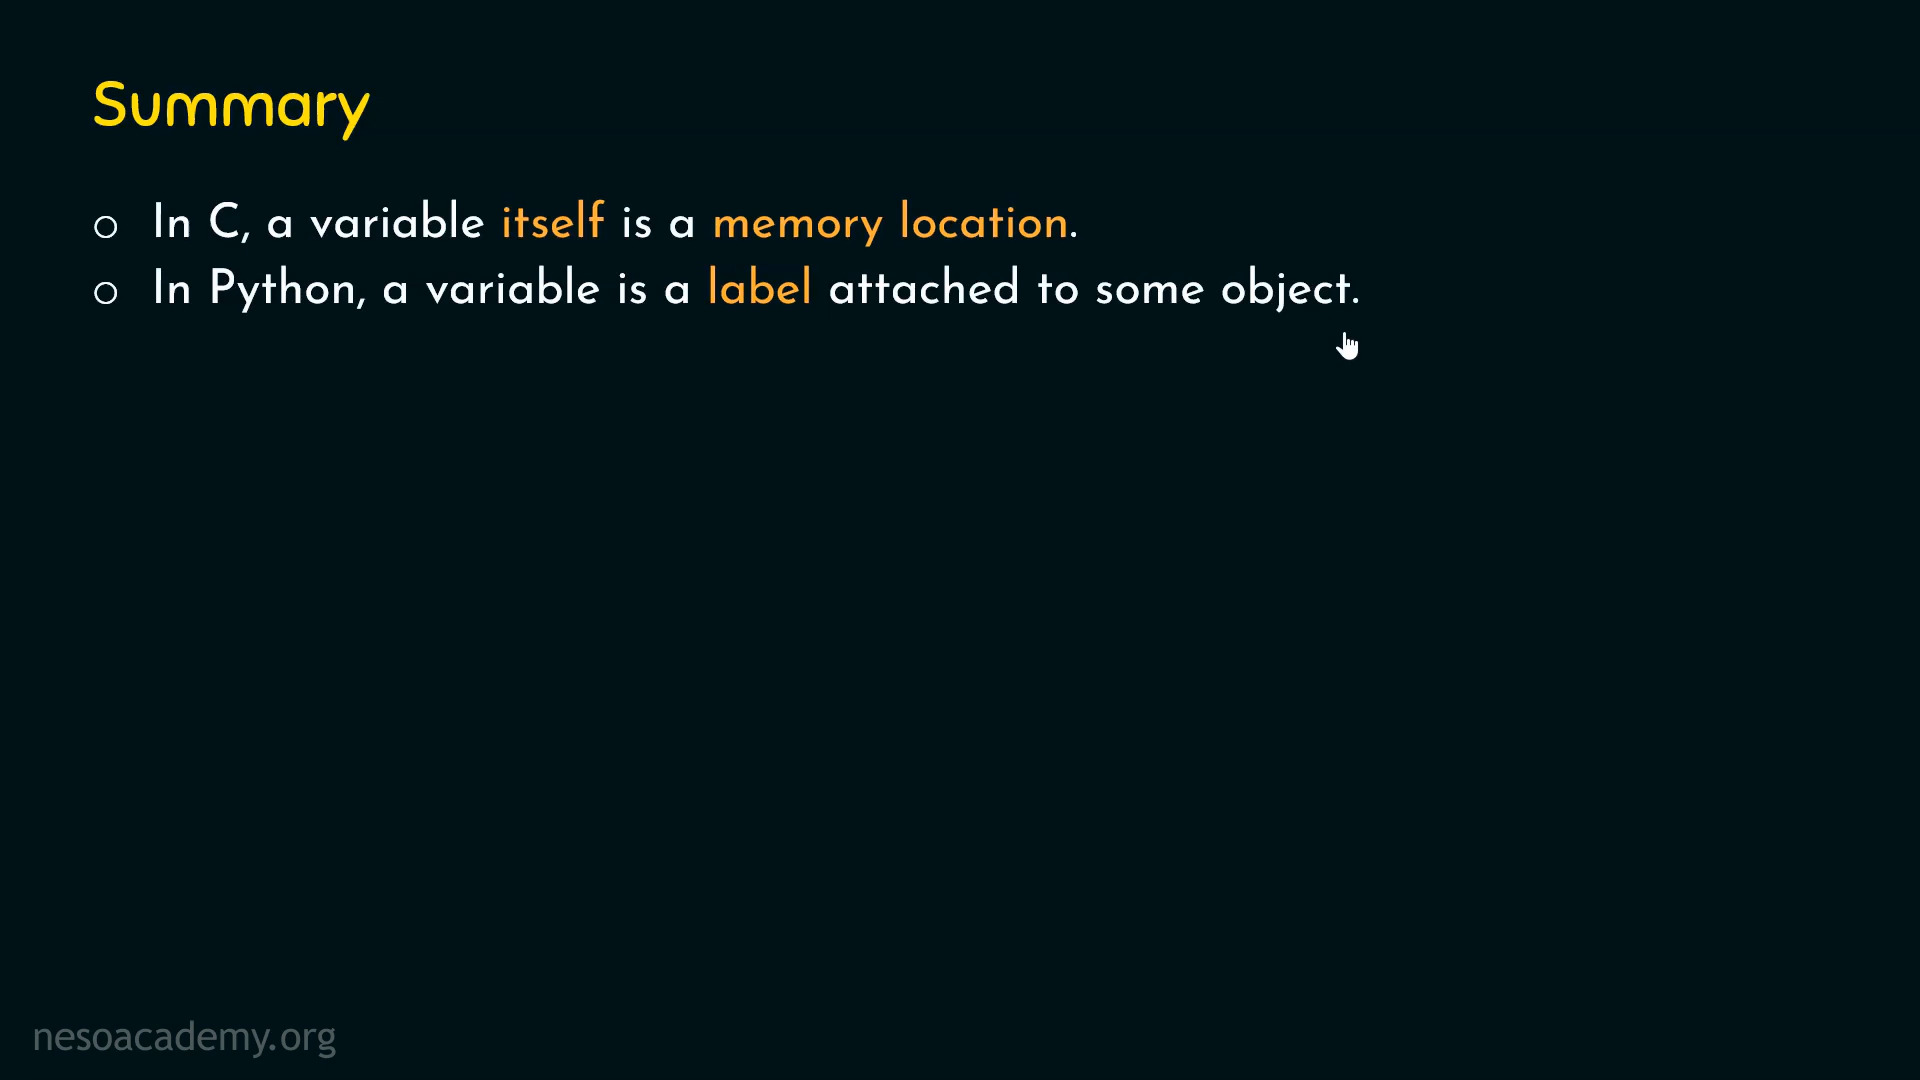 Summary
○ In C, a variable itself is a memory location.
○ In Python, a variable is a label attached to some object.
nesoacademy.org